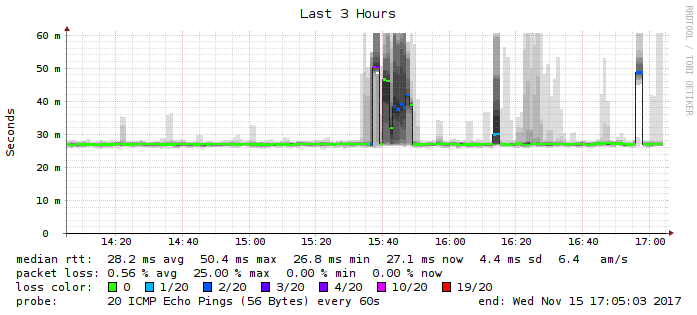 Last 3 Hours
RRDTOOL / TOBI OETIKER
Seconds
60 m
50 m
40 m
30 m
20 m
10 m
0
14:20 14:40 15:00 15:20 15:40 16:00 16:20 16:40 17:00
median rtt: 28.2 ms avg 50.4 ms max 26.8 ms min 27.1 ms now 4.4 ms sd 6.4 am/s
packet loss: 0.56 % avg 25.00 % max 0.00 % min 0.00 % now
loss color: 0 1/20 2/20 3/20 4/20 10/20 19/20
probe: 20 ICMP Echo Pings (56 Bytes) every 60s end: Wed Nov 15 17:05:03 2017